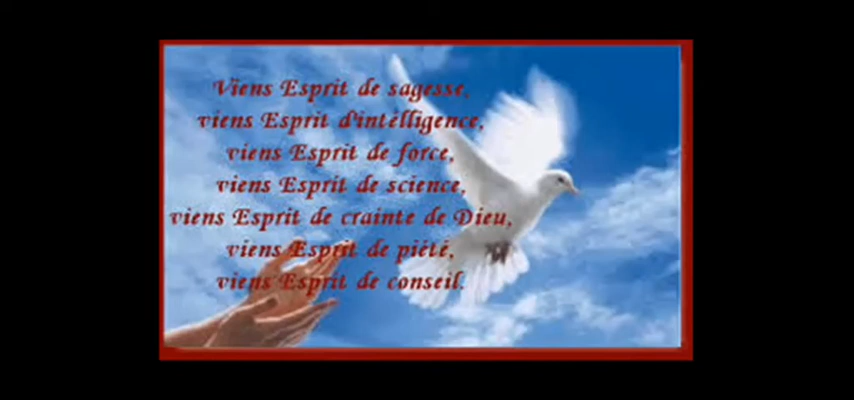 Viens Esprit de sagesse,
viens Esprit d'intelligence,
viens Esprit de force,
viens Esprit de science,
viens Esprit de crainte de Dieu,
viens Esprit de piété,
viens Esprit de conseil.